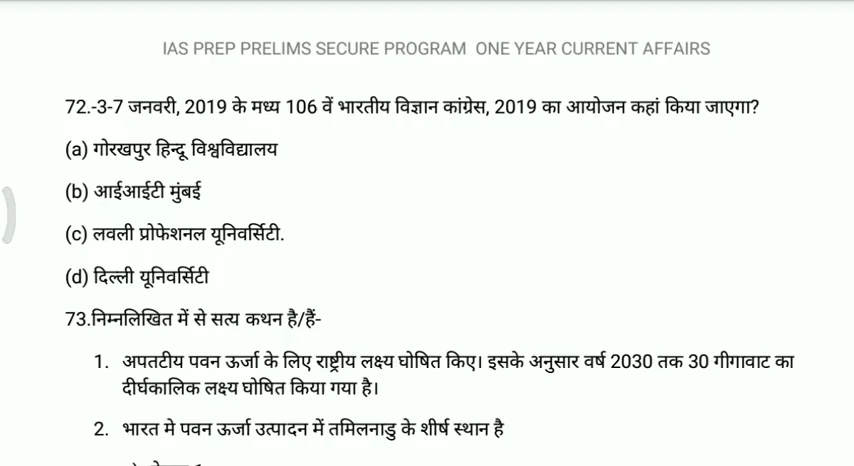 IAS PREP PRELIMS SECURE PROGRAM ONE YEAR CURRENT AFFAIRS
72.-3-7 जनवरी, 2019 के मध्य 106 वें भारतीय विज्ञान कांग्रेस, 2019 का आयोजन कहां किया जाएगा?
(a) गोरखपुर हिन्दू विश्वविद्यालय
(b) आईआईटी मुंबई
(c) लवली प्रोफेशनल यूनिवर्सिटी.
(d) दिल्ली यूनिवर्सिटी
73.निम्नलिखित में से सत्य कथन है/हैं-
1. अपतटीय पवन ऊर्जा के लिए राष्ट्रीय लक्ष्य घोषित किए। इसके अनुसार वर्ष 2030 तक 30 गीगावाट का
दीर्घकालिक लक्ष्य घोषित किया गया है।
2. भारत मे पवन ऊर्जा उत्पादन में तमिलनाडु के शीर्ष स्थान है